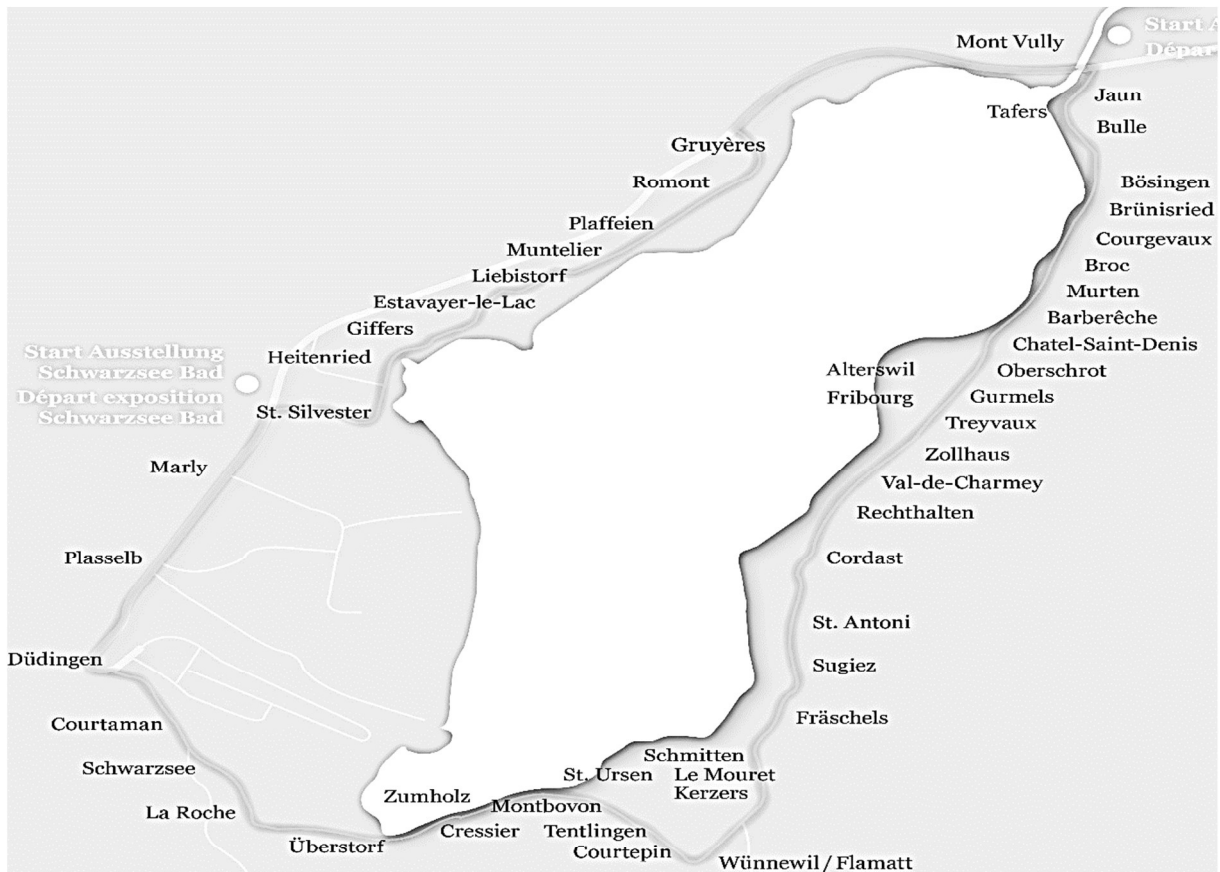 Mont Vully
Start A
Dépar
Tafers
Jaun
Bulle
Gruyères
Romont
Bösingen
Brünisried
Plaffeien
Courgevaux
Muntelier
Broc
Liebistorf
Murten
Estavayer-le-Lac
Barberêche
Giffers
Chatel-Saint-Denis
Start Ausstellung
Schwarzsee Bad
Départ exposition
Schwarzsee Bad
Heitenried
Alterswil
Oberschrot
Fribourg
Gurmels
St. Silvester
Treyvaux
Zollhaus
Marly
Val-de-Charmey
Rechthalten
Plasselb
Cordast
St. Antoni
Düdingen
Sugiez
Courtaman
Fräschels
Schwarzsee
Schmitten
St. Ursen
Le Mouret
Kerzers
Zumholz
Montbovon
La Roche
Cressier
Tentlingen
Überstorf
Courtepin
Wünnewil / Flamatt